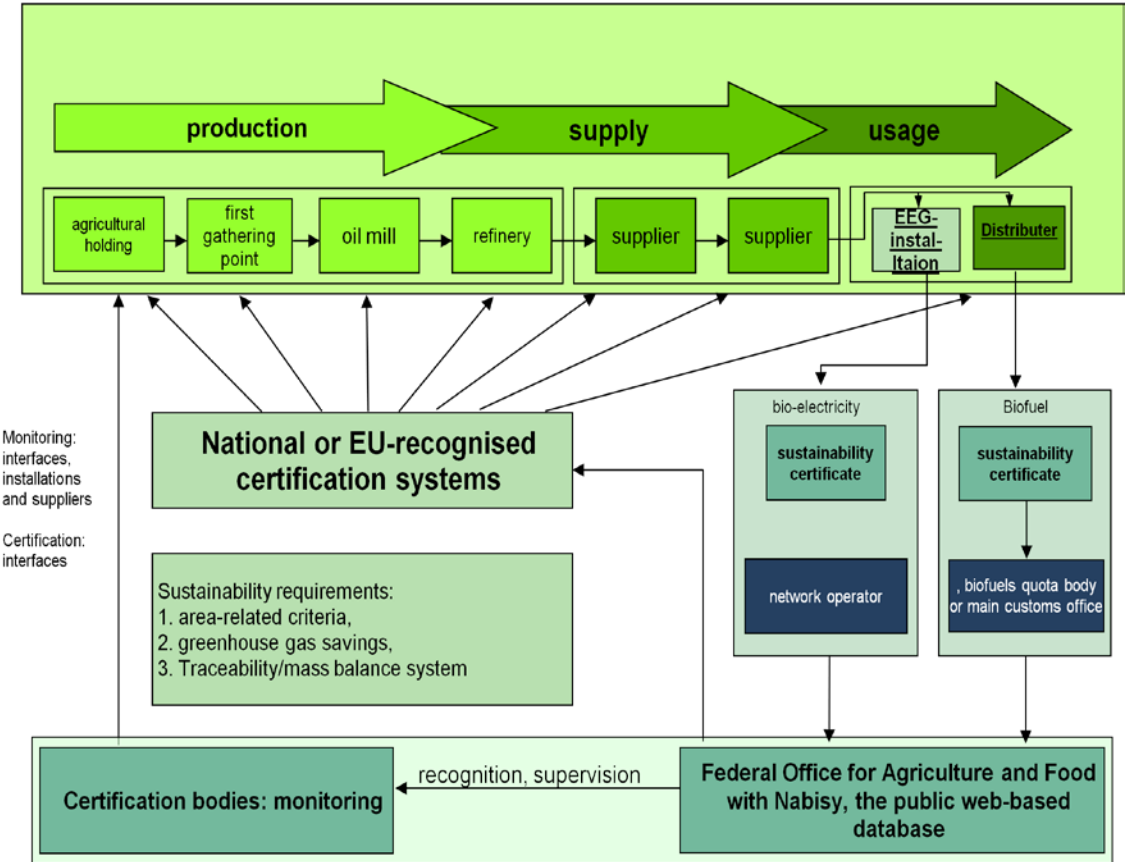 production
supply
usage
agricultural
holding
first
gathering
point
oil mill
refinery
supplier
supplier
EEG-
instal-
ltaion
Distributer
Monitoring:
interfaces,
installations
and suppliers
Certification:
interfaces
National or EU-recognised
certification systems
Sustainability requirements:
1. area-related criteria,
2. greenhouse gas savings,
3. Traceability/mass balance system
bio-electricity
sustainability
certificate
network operator
Biofuel
sustainability
certificate
, biofuels quota body
or main customs office
Certification bodies: monitoring
recognition, supervision
Federal Office for Agriculture and Food
with Nabisy, the public web-based
database